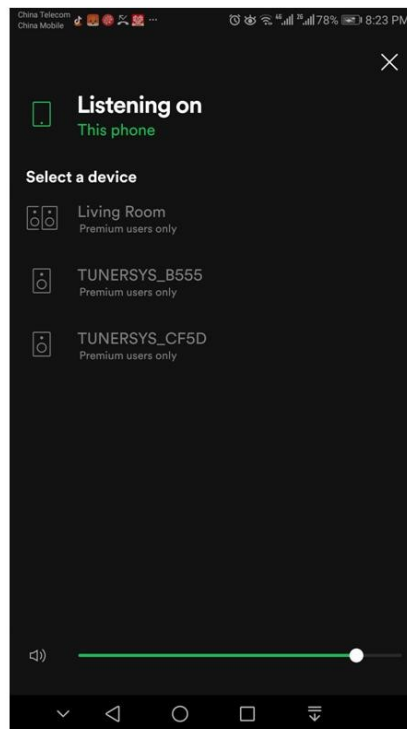 China Telecom
China Mobile
78% 8:23 PM
Listening on
This phone
Select a device
Living Room
Premium users only
TUNERSYS_B555
Premium users only
TUNERSYS_CF5D
Premium users only